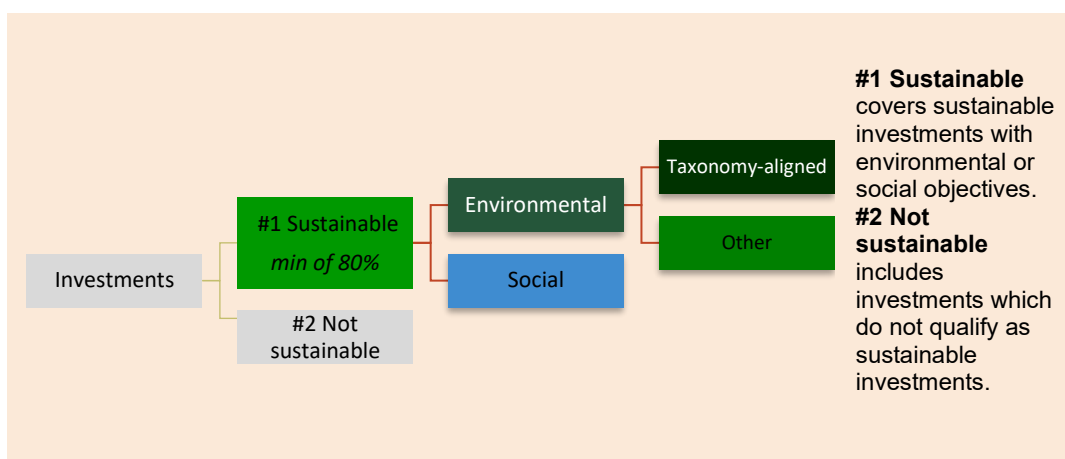 Investments
#1 Sustainable
min of 80%
#2 Not
sustainable
Environmental
Social
Taxonomy-aligned
Other
#1 Sustainable
covers sustainable
investments with
environmental or
social objectives.
#2 Not
sustainable
includes
investments which
do not qualify as
sustainable
investments.